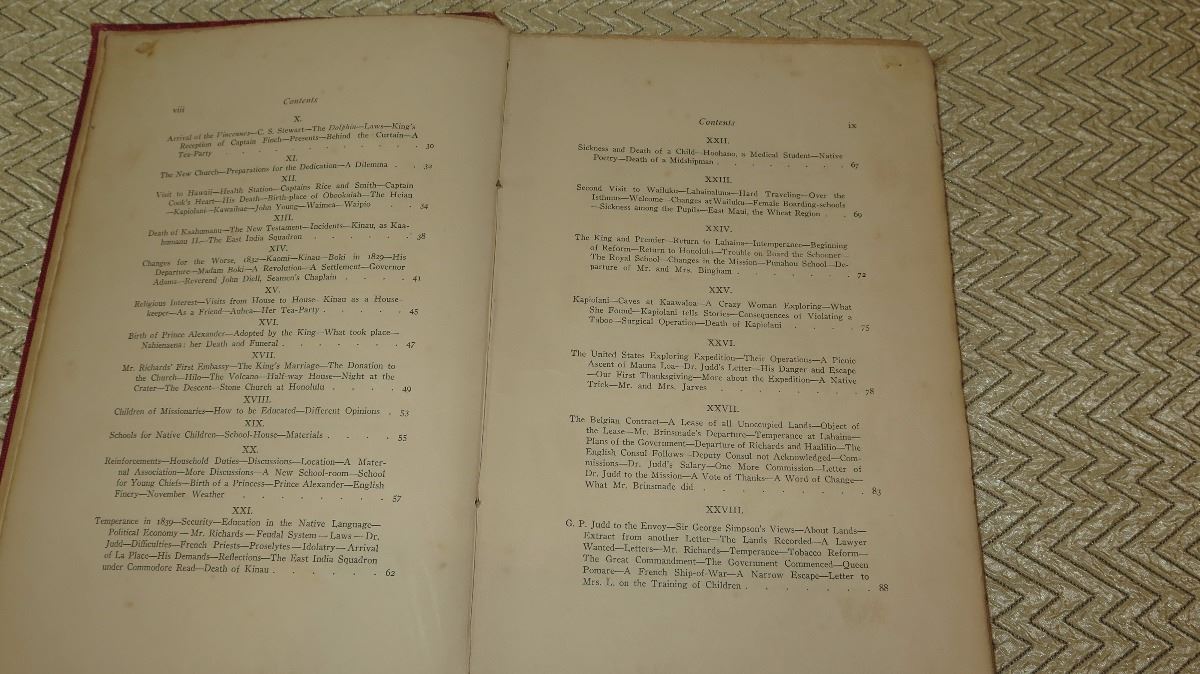 viii
Contents
X.
Arrival of the Vincennes—C. S. Stewart—The Dolphin—Laws—King's
Reception of Captain Finch—Presents—Behind the Curtain—A
Tea-Party . . . . . . . . . . . . 30
XI.
The New Church—Preparations for the Dedication—A Dilemma . . 32
XII.
Visit to Hawaii—Health Station—Captains Rice and Smith—Captain
Cook's Heart—His Death—Birth-place of Obookaiah—The Heian
—Kapiolani—Kawaihae—John Young—Waimea—Waipio . . 34
XIII.
Death of Kaahumanu—The New Testament—Incidents—Kinau, as Kaa-
humanu II.—The East India Squadron . . . . . . . 38
XIV.
Changes for the Worse, 1832—Kaomi—Kinau—Boki in 1829—His
Departure—Madam Boki—A Revolution—A Settlement—Governor
Adams—Reverend John Diell, Seamen's Chaplain . . . . 41
XV.
Religious Interest—Visits from House to House—Kinau as a House-
keeper—As a Friend—Auhea—Her Tea-Party . . . . . 45
XVI.
Birth of Prince Alexander—Adopted by the King—What took place—
Nahienaena: her Death and Funeral . . . . . . . 47
XVII.
Mr. Richards' First Embassy—The King's Marriage—The Donation to
the Church—Hilo—The Volcano—Half-way House—Night at the
Crater—The Descent—Stone Church at Honolulu . . . . 49
XVIII.
Children of Missionaries—How to be Educated—Different Opinions . 53
XIX.
Schools for Native Children—School-House—Materials . . . . 55
XX.
Reinforcements—Household Duties—Discussions—Location—A Mater-
nal Association—More Discussions—A New School-room—School
for Young Chiefs—Birth of a Princess—Prince Alexander—English
Finery—November Weather . . . . . . . . 57
XXI.
Temperance in 1839—Security—Education in the Native Language—
Political Economy—Mr. Richards—Feudal System—Laws—Dr.
Judd—Difficulties—French Priests—Proselytes—Idolatry—Arrival
of La Place—His Demands—Reflections—The East India Squadron
under Commodore Read—Death of Kinau . . . . . . 62
Contents
ix
XXII.
Sickness and Death of a Child—Hoohano, a Medical Student—Native
Poetry—Death of a Midshipman . . . . . . . . 67
XXIII.
Second Visit to Wailuku—Lahainaluna—Hard Traveling—Over the
Isthmus—Welcome—Changes at Wailuku—Female Boarding-schools
—Sickness among the Pupils—East Maui, the Wheat Region . . 69
XXIV.
The King and Premier—Return to Lahaina—Intemperance—Beginning
of Reform—Return to Honolulu—Trouble on Board the Schooner—
The Royal School—Changes in the Mission—Punahou School—De-
parture of Mr. and Mrs. Bingham . . . . . . . 72
XXV.
Kapiolani—Caves at Kaawaloa—A Crazy Woman Exploring—What
She Found—Kapiolani tells Stories—Consequences of Violating a
Taboo—Surgical Operation—Death of Kapiolani . . . . 75
XXVI.
The United States Exploring Expedition—Their Operations—A Picnic
Ascent of Mauna Loa—Dr. Judd's Letter—His Danger and Escape
—Our First Thanksgiving—More about the Expedition—A Native
Trick—Mr. and Mrs. Jarves . . . . . . . . 78
XXVII.
The Belgian Contract—A Lease of all Unoccupied Lands—Object of
the Lease—Mr. Brinsmade's Departure—Temperance at Lahaina—
Plans of the Government—Departure of Richards and Haalilio—The
English Consul Follows—Deputy Consul not Acknowledged—Com-
missions—Dr. Judd's Salary—One More Commission—Letter of
Dr. Judd to the Mission—A Vote of Thanks—A Word of Change—
What Mr. Brinsmade did . . . . . . . . . 83
XXVIII.
G. P. Judd to the Envoy—Sir George Simpson's Views—About Lands—
Extract from another Letter—The Lands Recorded—A Lawyer
Wanted—Letters—Mr. Richards—Temperance—Tobacco Reform—
The Great Commandment—The Government Commenced—Queen
Pomare—A French Ship-of-War—A Narrow Escape—Letter to
Mrs. L. on the Training of Children . . . . . . . 88